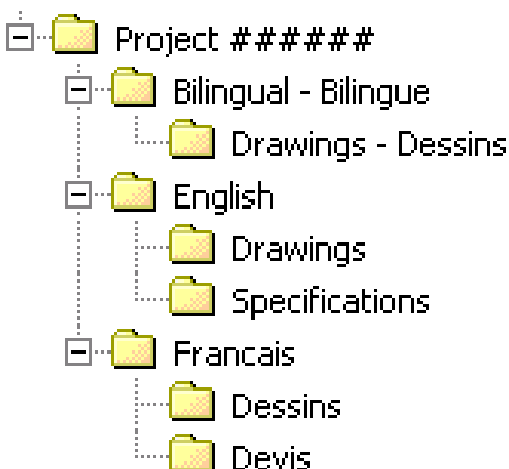 Project ######
Bilingual - Bilingue
Drawings - Dessins
English
Drawings
Specifications
Francais
Dessins
Devis